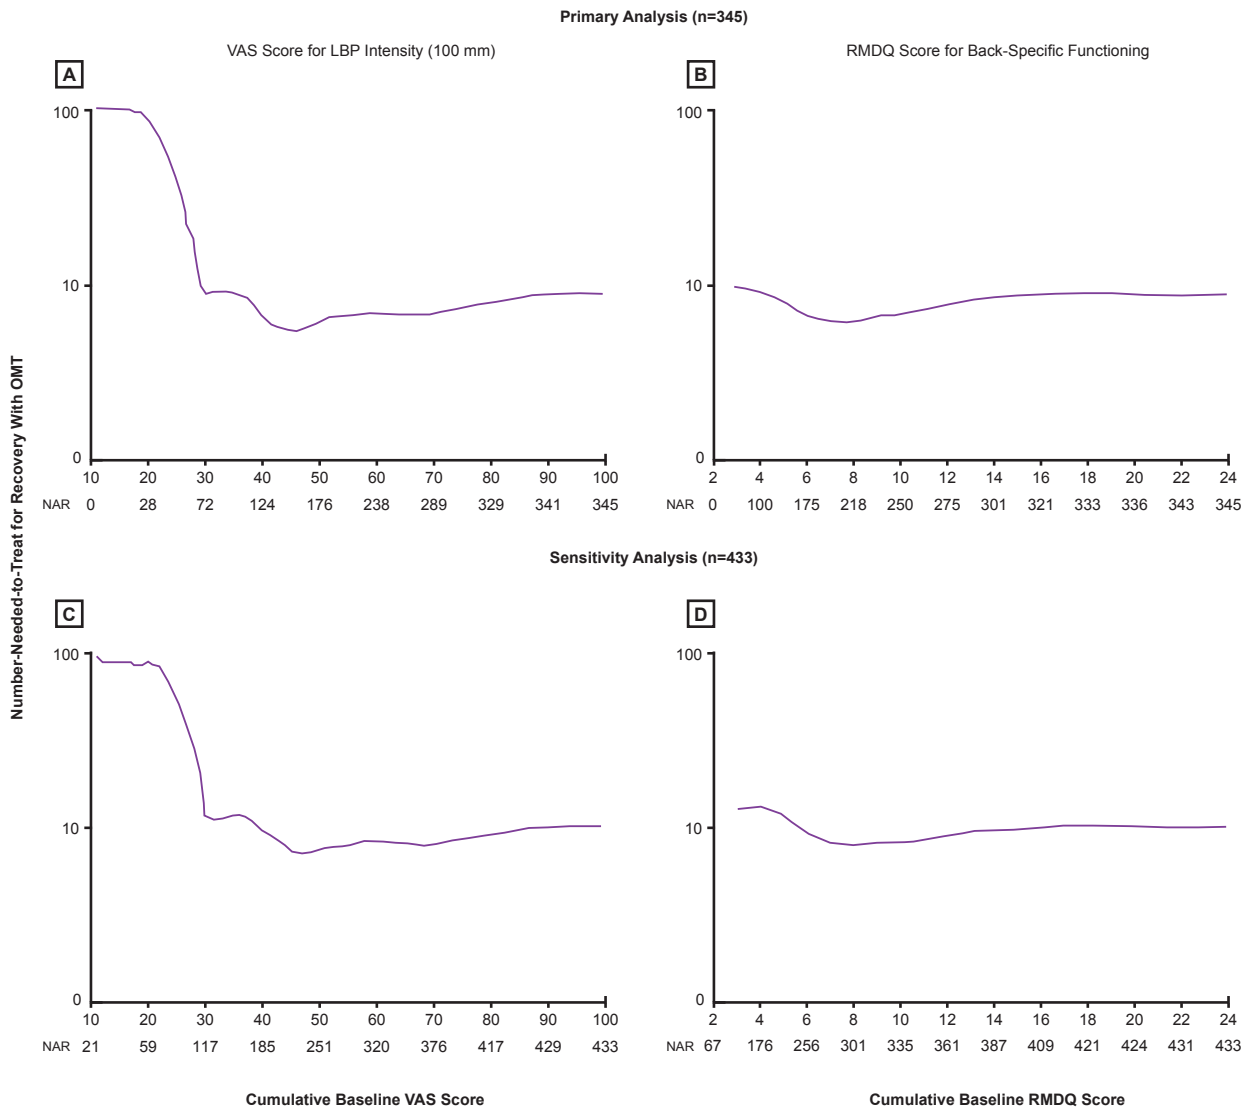 Primary Analysis (n=345)
VAS Score for LBP Intensity (100 mm)
RMDQ Score for Back-Specific Functioning
A
B
100
10
0
10 20 30 40 50 60 70 80 90 100
NAR 0 28 72 124 176 238 289 329 341 345
100
10
0
2 4 6 8 10 12 14 16 18 20 22 24
NAR 0 100 175 218 250 275 301 321 333 336 343 345
Number-Needed-to-Treat for Recovery With OMT
Sensitivity Analysis (n=433)
C
D
100
10
0
10 20 30 40 50 60 70 80 90 100
NAR 21 59 117 185 251 320 376 417 429 433
100
10
0
2 4 6 8 10 12 14 16 18 20 22 24
NAR 67 176 256 301 335 361 387 409 421 424 431 433
Cumulative Baseline VAS Score
Cumulative Baseline RMDQ Score